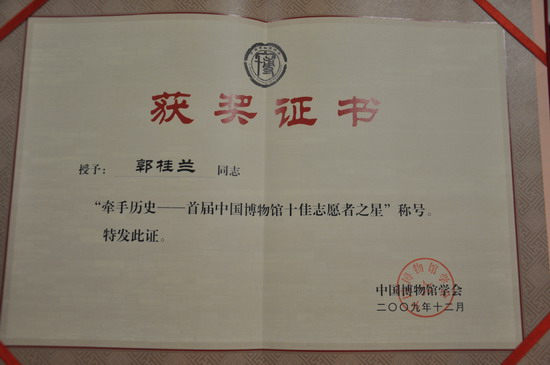 获奖证书
授予: 郭桂兰 同志
“牵手历史——首届中国博物馆十佳志愿者之星”称号。
特发此证。
中国博物馆学会
二〇〇九年十二月